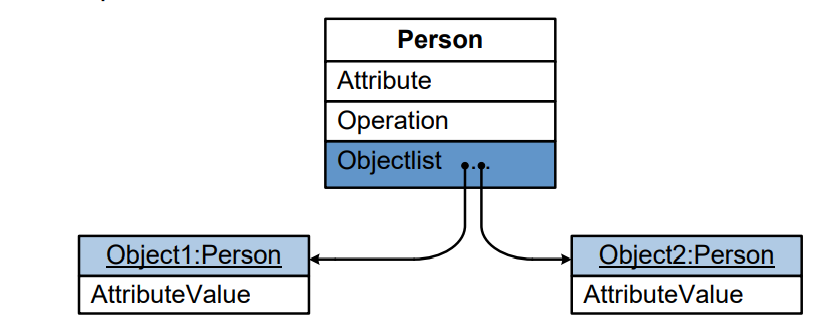 Person
Attribute
Operation
Objectlist ...
Object1:Person
AttributeValue
Object2:Person
AttributeValue